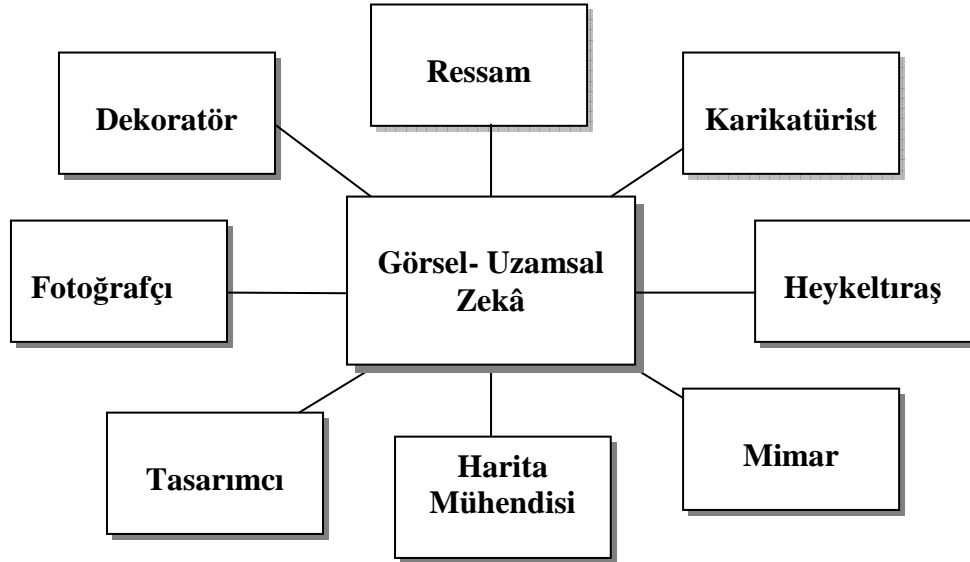 Ressam
Dekoratör
Karikatürist
Görsel- Uzamsal
Zekâ
Fotoğrafçı
Heykeltıraş
Tasarımcı
Harita
Mühendisi
Mimar